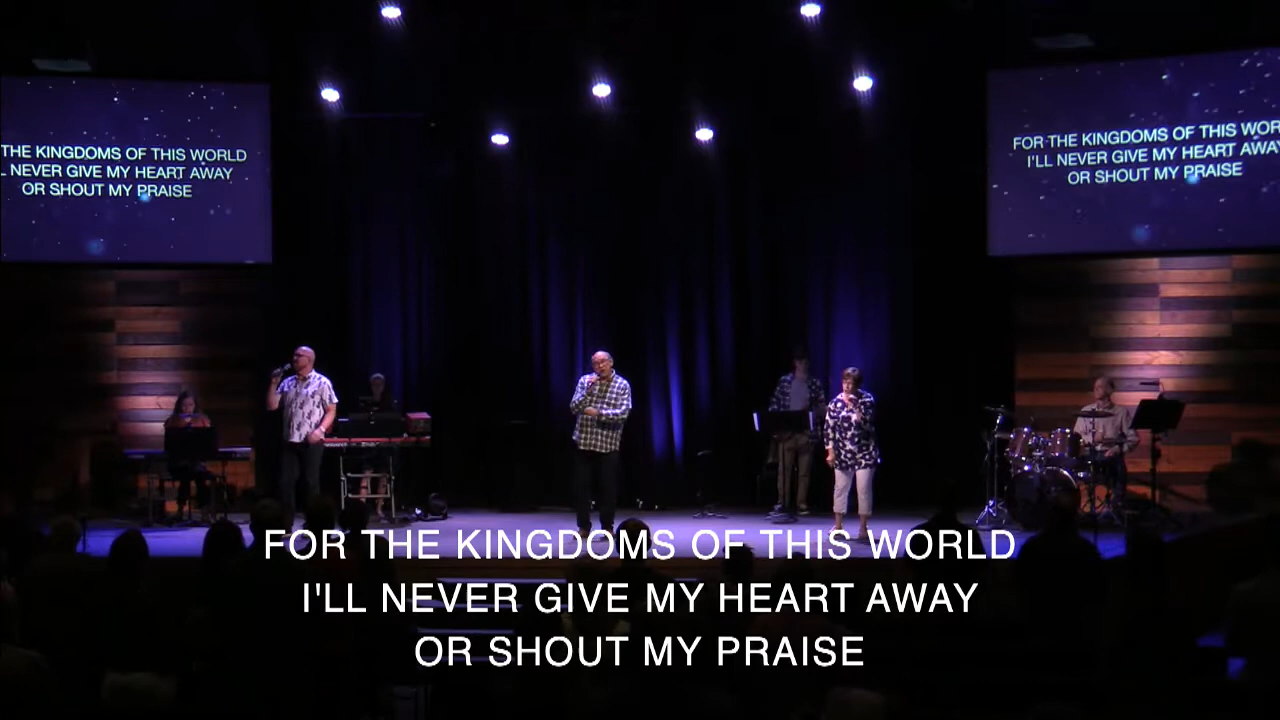 THE KINGDOMS OF THIS WORLD
L NEVER GIVE MY HEART AWAY
OR SHOUT MY PRAISE
FOR THE KINGDOMS OF THIS WOR
I'LL NEVER GIVE MY HEART AWAY
OR SHOUT MY PRAISE
FOR THE KINGDOMS OF THIS WORLD
I'LL NEVER GIVE MY HEART AWAY
OR SHOUT MY PRAISE